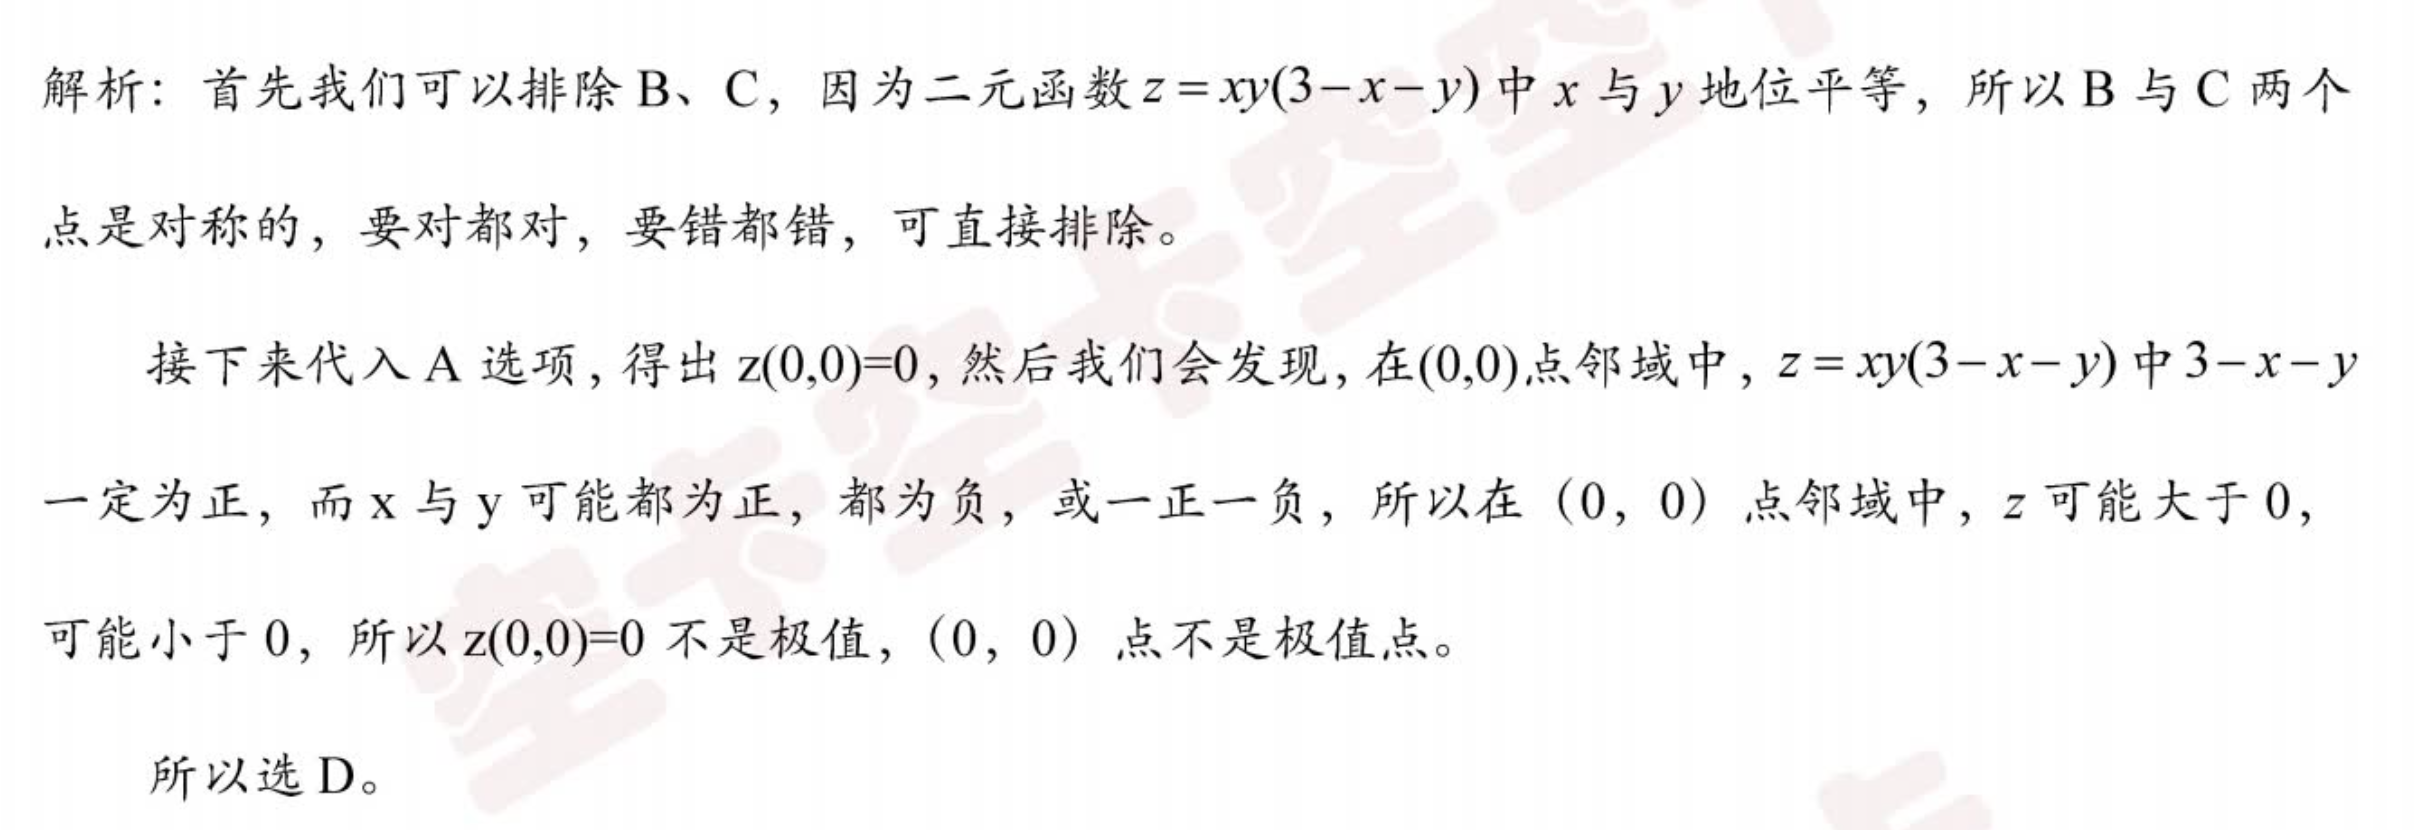 解析：首先我们可以排除 B、C，因为二元函数 z = xy(3−x−y) 中 x 与 y 地位平等，所以 B 与 C 两个
点是对称的，要对都对，要错都错，可直接排除。
接下来代入 A 选项，得出 z(0,0)=0，然后我们会发现，在(0,0)点邻域中，z = xy(3−x−y) 中 3−x−y
一定为正，而 x 与 y 可能都为正，都为负，或一正一负，所以在（0，0）点邻域中，z 可能大于 0，
可能小于 0，所以 z(0,0)=0 不是极值，（0，0）点不是极值点。
所以选 D。
空卡空卡空空卡